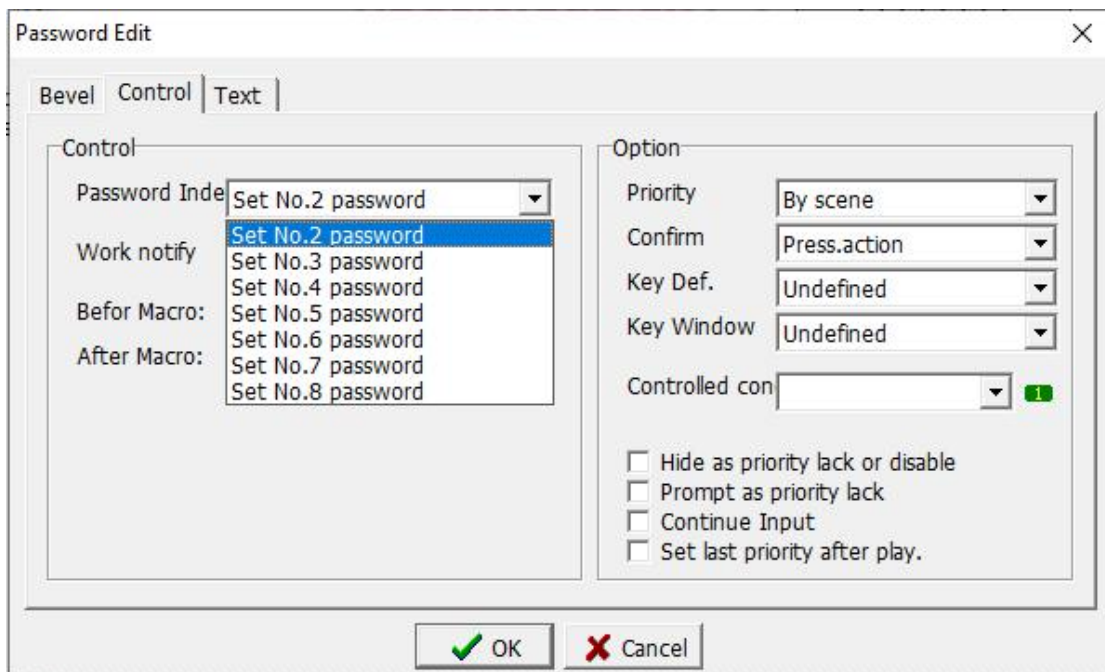 Password Edit
Bevel
Control
Text
Control
Password Inde
Set No.2 password
Set No.2 password
Set No.3 password
Set No.4 password
Set No.5 password
Set No.6 password
Set No.7 password
Set No.8 password
Work notify
Befor Macro:
After Macro:
Option
Priority
By scene
Confirm
Press.action
Key Def.
Undefined
Key Window
Undefined
Controlled con
1
Hide as priority lack or disable
Prompt as priority lack
Continue Input
Set last priority after play.
OK
Cancel